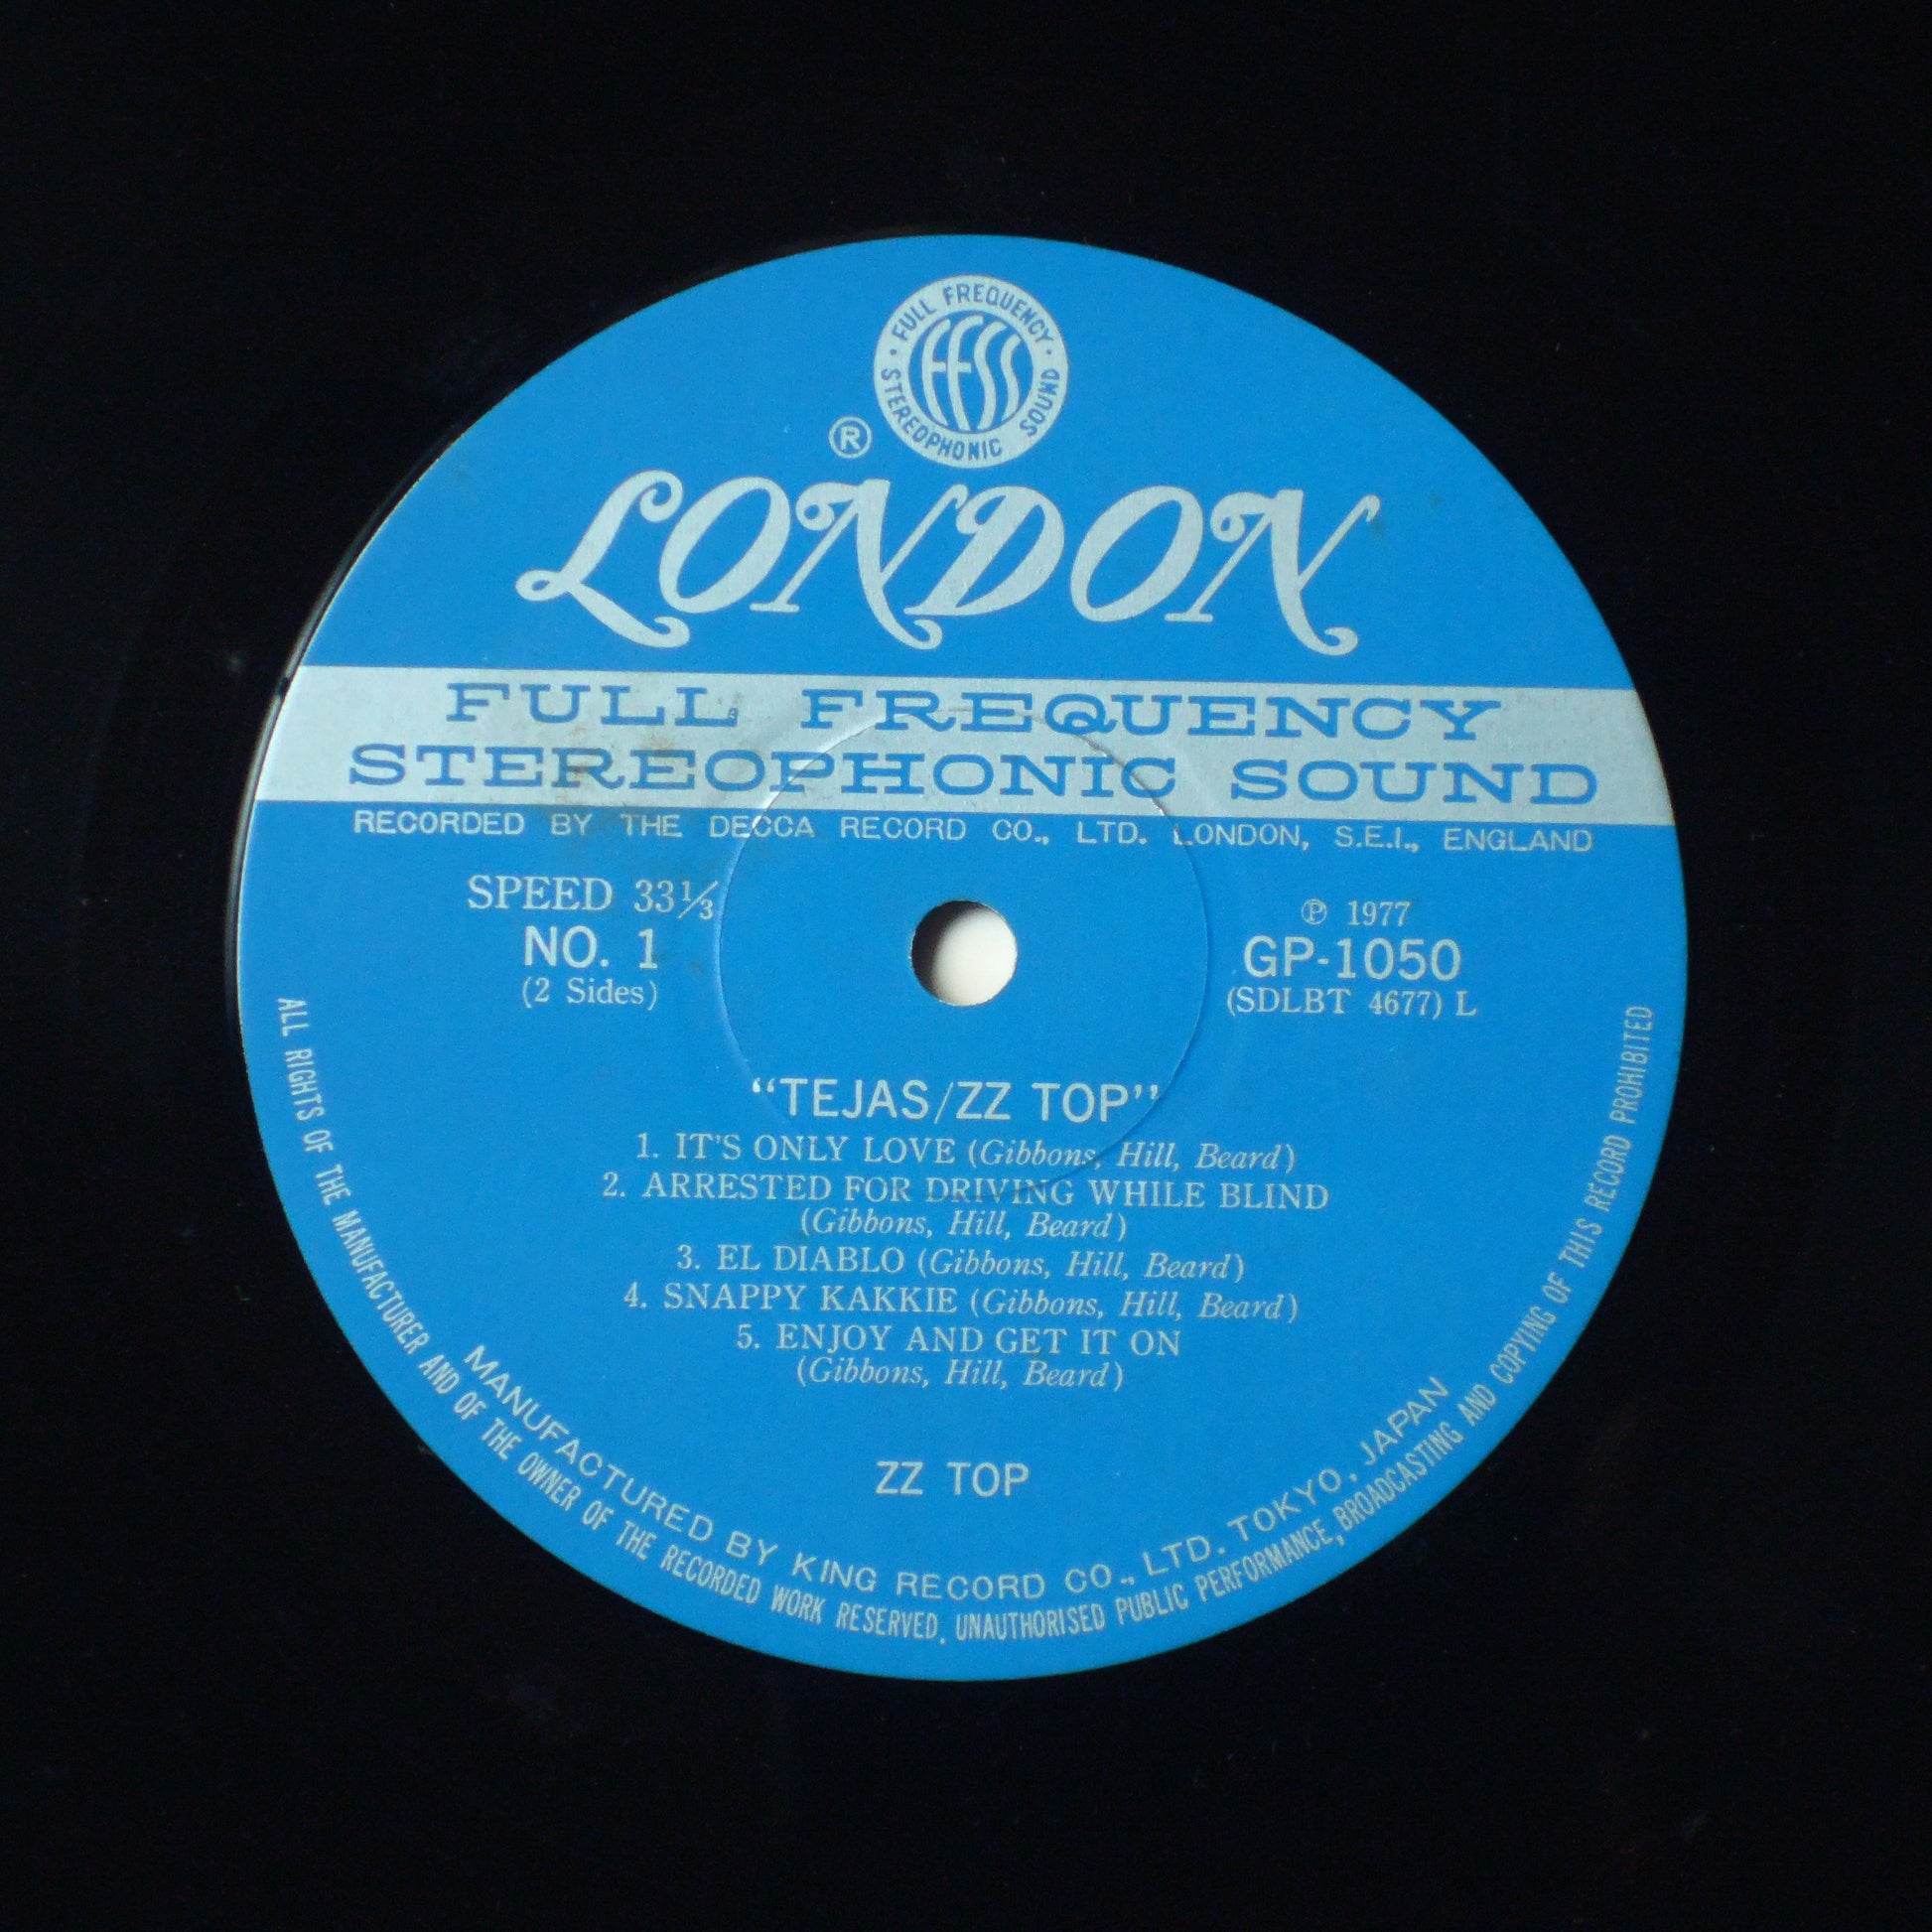 FULL FREQUENCY
STEREOPHONIC SOUND
FFSS
®
LONDON
FULL FREQUENCY
STEREOPHONIC SOUND
RECORDED BY THE DECCA RECORD CO., LTD. LONDON, S.E.I., ENGLAND
SPEED 33⅓
NO. 1
(2 Sides)
℗ 1977
GP-1050
(SDLBT 4677) L
“TEJAS/ZZ TOP”
1. IT'S ONLY LOVE (Gibbons, Hill, Beard)
2. ARRESTED FOR DRIVING WHILE BLIND
(Gibbons, Hill, Beard)
3. EL DIABLO (Gibbons, Hill, Beard)
4. SNAPPY KAKKIE (Gibbons, Hill, Beard)
5. ENJOY AND GET IT ON
(Gibbons, Hill, Beard)
ZZ TOP
MANUFACTURED BY KING RECORD CO., LTD. TOKYO, JAPAN
ALL RIGHTS OF THE MANUFACTURER AND OF THE OWNER OF THE RECORDED WORK RESERVED. UNAUTHORISED PUBLIC PERFORMANCE, BROADCASTING AND COPYING OF THIS RECORD PROHIBITED